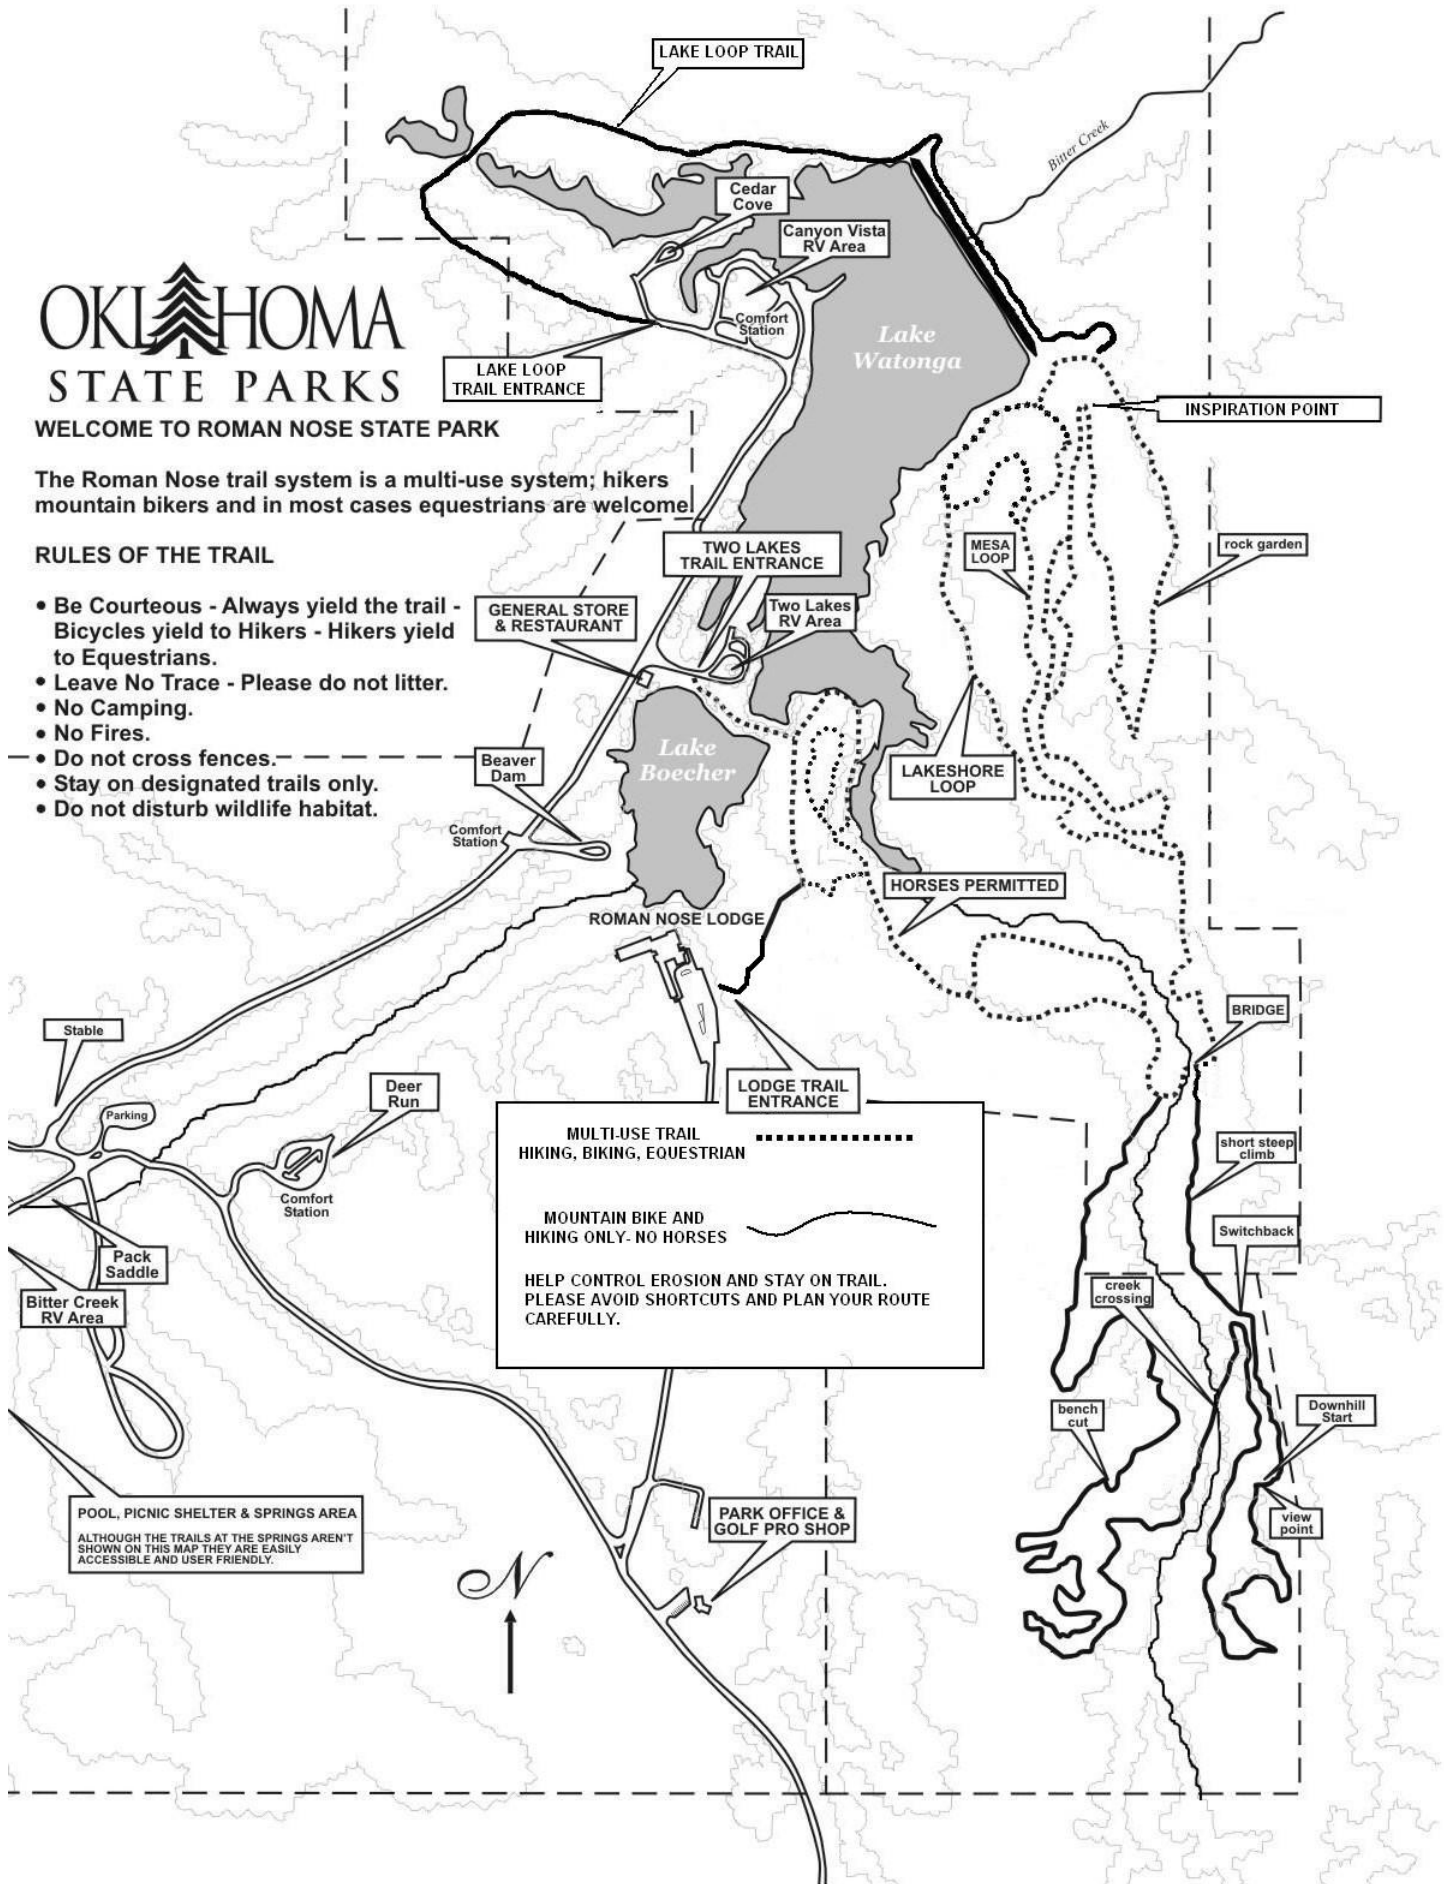 LAKE LOOP TRAIL
Bitter Creek
Cedar
Cove
Canyon Vista
RV Area
Comfort
Station
Lake
Watonga
OKLAHOMA
STATE PARKS
LAKE LOOP
TRAIL ENTRANCE
INSPIRATION POINT
WELCOME TO ROMAN NOSE STATE PARK
The Roman Nose trail system is a multi-use system; hikers
mountain bikers and in most cases equestrians are welcome
RULES OF THE TRAIL
• Be Courteous - Always yield the trail -
Bicycles yield to Hikers - Hikers yield
to Equestrians.
• Leave No Trace - Please do not litter.
• No Camping.
• No Fires.
• Do not cross fences.
• Stay on designated trails only.
• Do not disturb wildlife habitat.
TWO LAKES
TRAIL ENTRANCE
MESA
LOOP
rock garden
GENERAL STORE
& RESTAURANT
Two Lakes
RV Area
Lake
Boecher
Beaver
Dam
LAKESHORE
LOOP
Comfort
Station
HORSES PERMITTED
ROMAN NOSE LODGE
BRIDGE
Stable
LODGE TRAIL
ENTRANCE
Deer
Run
Parking
Comfort
Station
MULTI-USE TRAIL
HIKING, BIKING, EQUESTRIAN
MOUNTAIN BIKE AND
HIKING ONLY- NO HORSES
HELP CONTROL EROSION AND STAY ON TRAIL.
PLEASE AVOID SHORTCUTS AND PLAN YOUR ROUTE
CAREFULLY.
short steep
climb
Switchback
Pack
Saddle
Bitter Creek
RV Area
creek
crossing
bench
cut
Downhill
Start
view
point
POOL, PICNIC SHELTER & SPRINGS AREA
ALTHOUGH THE TRAILS AT THE SPRINGS AREN'T
SHOWN ON THIS MAP THEY ARE EASILY
ACCESSIBLE AND USER FRIENDLY.
PARK OFFICE &
GOLF PRO SHOP
N